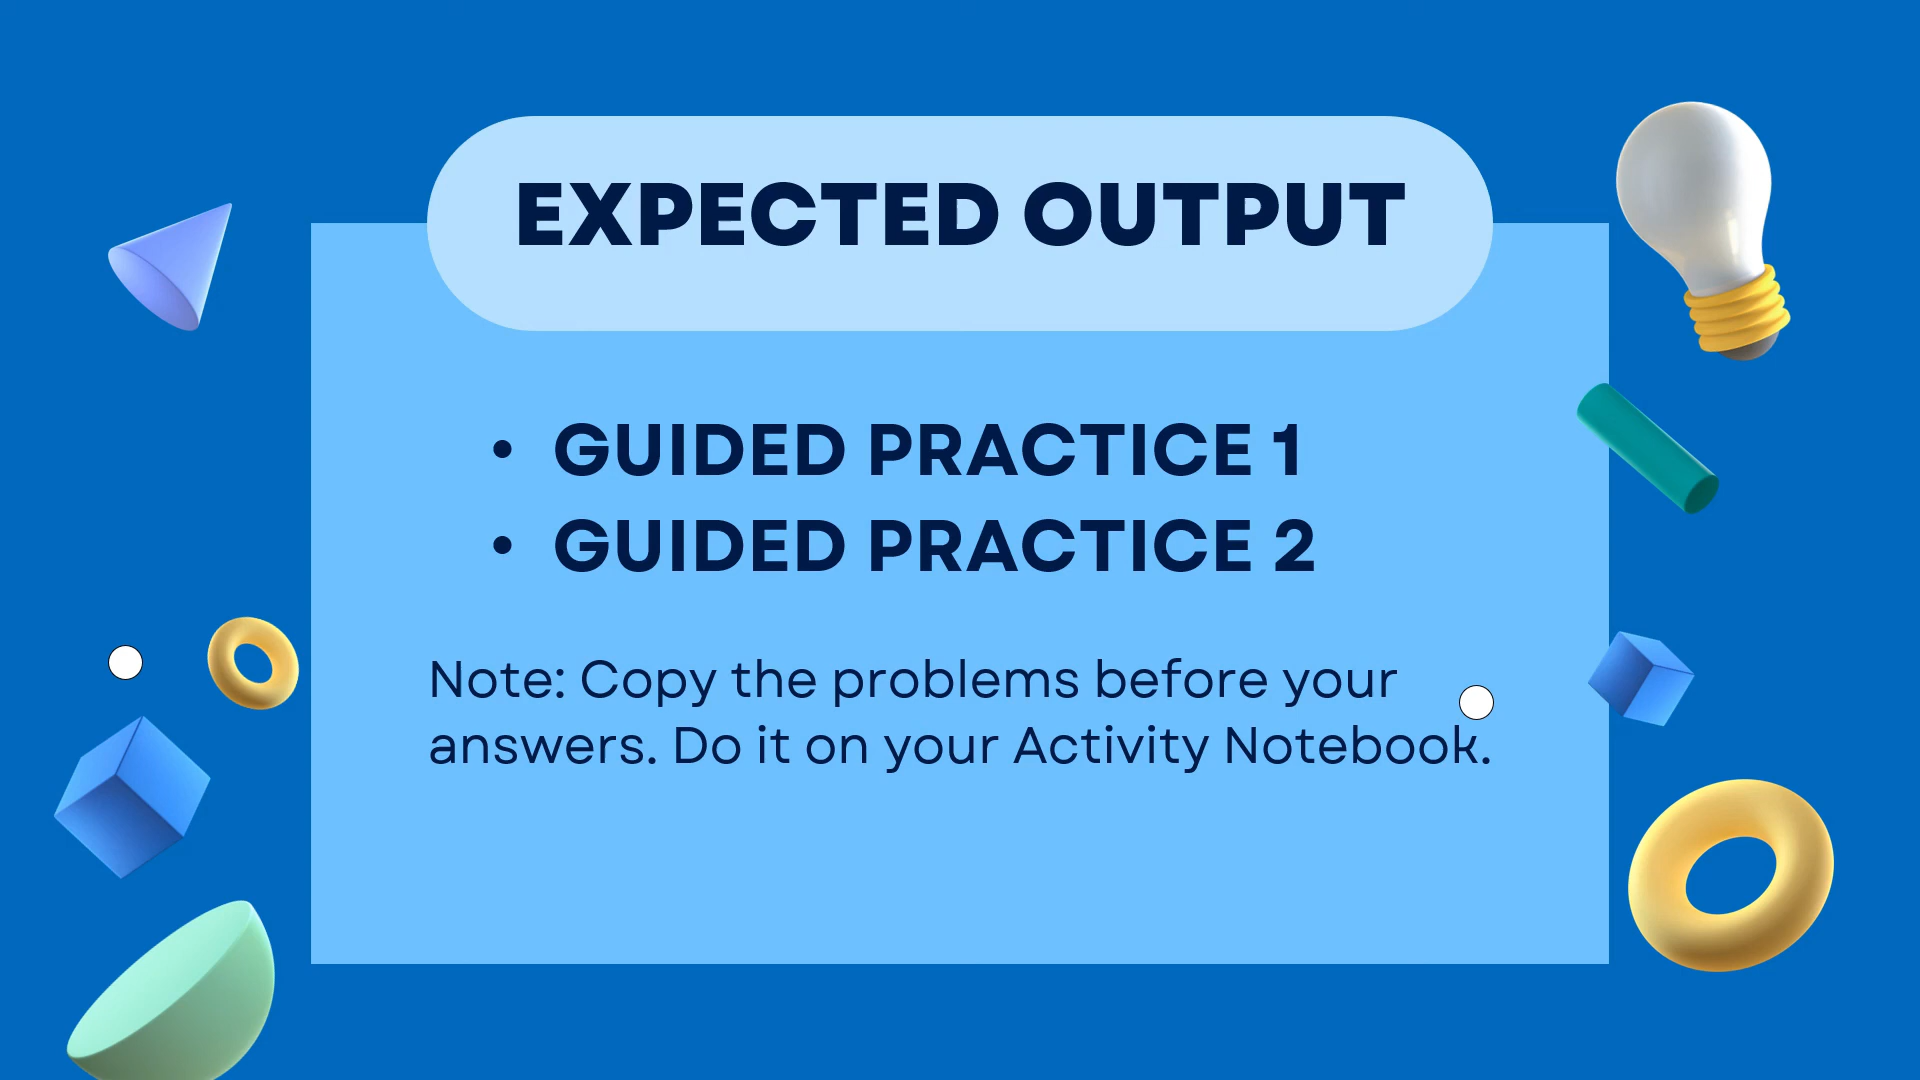 EXPECTED OUTPUT
• GUIDED PRACTICE 1
• GUIDED PRACTICE 2
Note: Copy the problems before your
answers. Do it on your Activity Notebook.